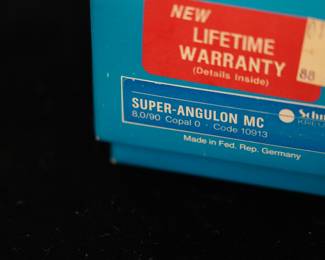 NEW
LIFETIME
WARRANTY
(Details Inside)
88
SUPER-ANGULON MC
8,0/90 Copal 0 · Code 10913
Made in Fed. Rep. Germany